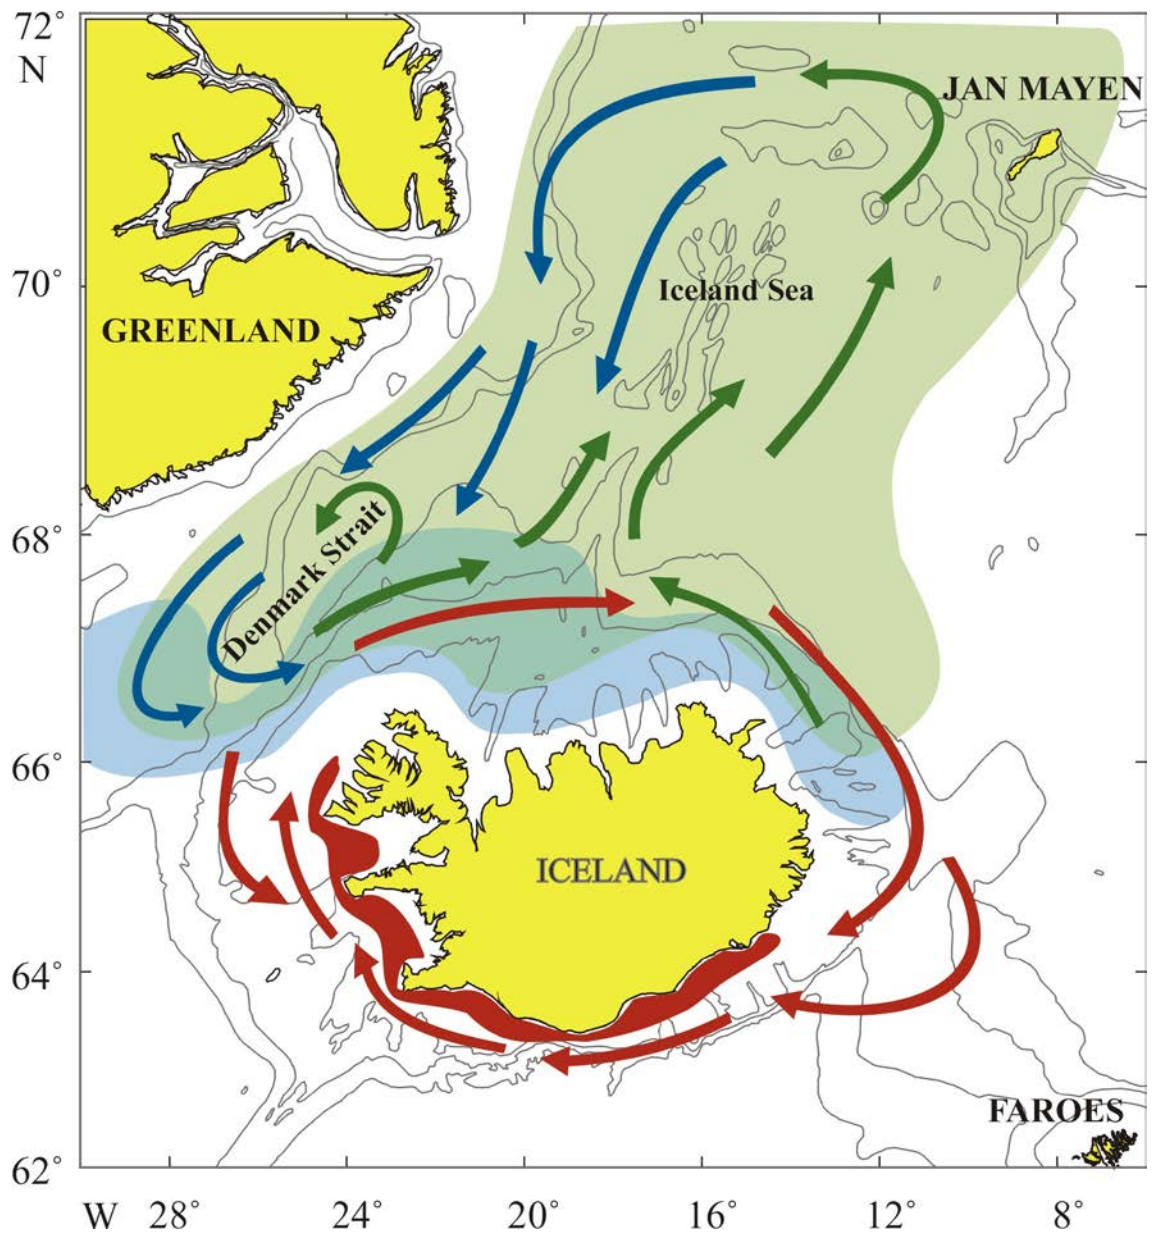 72°
N
JAN MAYEN
70°
Iceland Sea
GREENLAND
68°
Denmark Strait
66°
ICELAND
64°
FAROES
62°
W 28° 24° 20° 16° 12° 8°